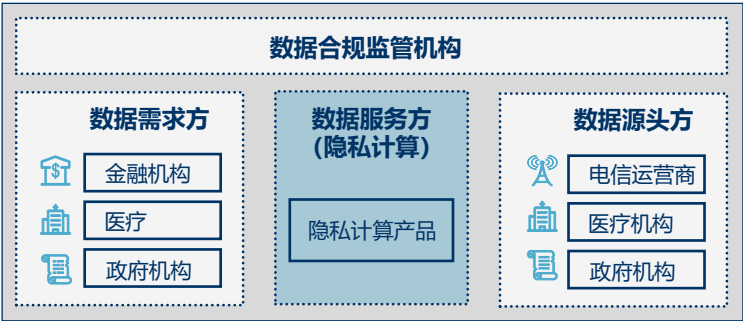 数据合规监管机构
数据需求方
金融机构
医疗
政府机构
数据服务方
（隐私计算）
隐私计算产品
数据源头方
电信运营商
医疗机构
政府机构